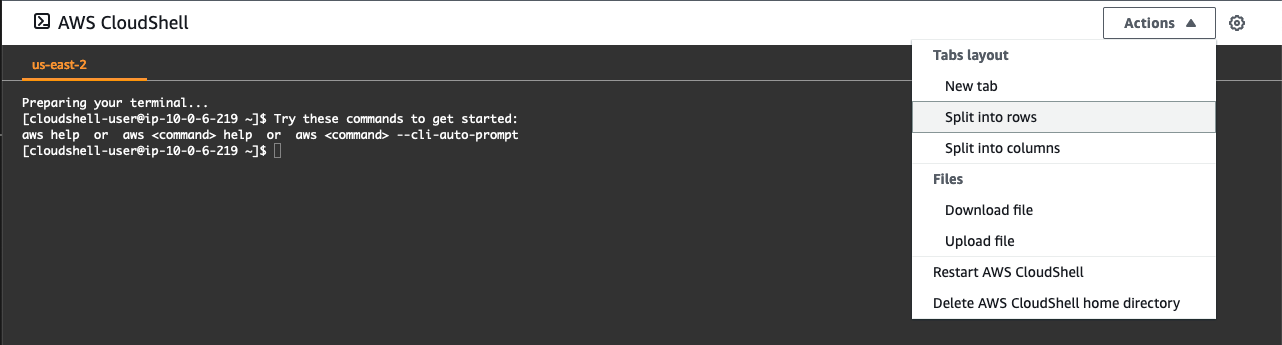 AWS CloudShell
Actions
us-east-2
Preparing your terminal...
[cloudshell-user@ip-10-0-6-219 ~]$ Try these commands to get started:
aws help  or  aws <command> help  or  aws <command> --cli-auto-prompt
[cloudshell-user@ip-10-0-6-219 ~]$
Tabs layout
New tab
Split into rows
Split into columns
Files
Download file
Upload file
Restart AWS CloudShell
Delete AWS CloudShell home directory